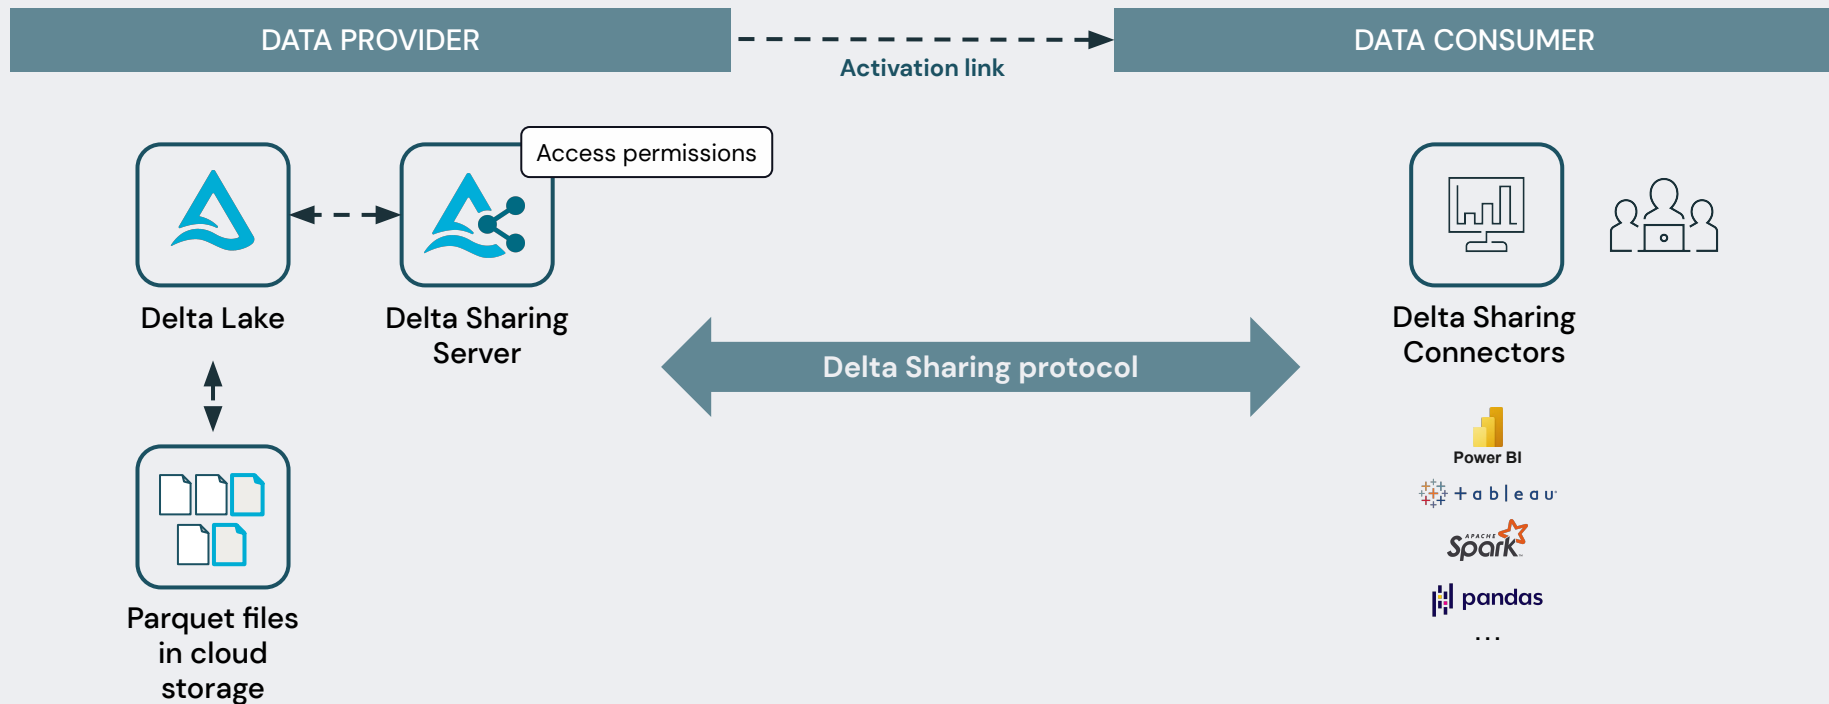 DATA PROVIDER
Activation link
DATA CONSUMER
Access permissions
Delta Lake
Delta Sharing
Server
Delta Sharing protocol
Delta Sharing
Connectors
Parquet files
in cloud
storage
Power BI
+ableau
APACHE
Spark
pandas
...